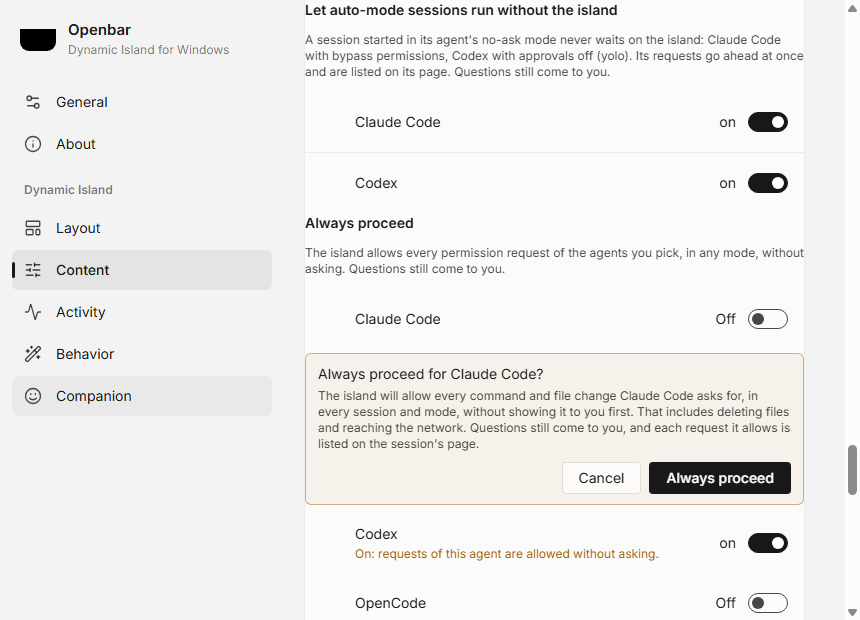 Openbar
Dynamic Island for Windows
General
About
Dynamic Island
Layout
Content
Activity
Behavior
Companion
Let auto-mode sessions run without the island
A session started in its agent's no-ask mode never waits on the island: Claude Code
with bypass permissions, Codex with approvals off (yolo). Its requests go ahead at once
and are listed on its page. Questions still come to you.
Claude Code on
Codex on
Always proceed
The island allows every permission request of the agents you pick, in any mode, without
asking. Questions still come to you.
Claude Code Off
Always proceed for Claude Code?
The island will allow every command and file change Claude Code asks for, in
every session and mode, without showing it to you first. That includes deleting files
and reaching the network. Questions still come to you, and each request it allows is
listed on the session's page.
Cancel Always proceed
Codex on
On: requests of this agent are allowed without asking.
OpenCode Off